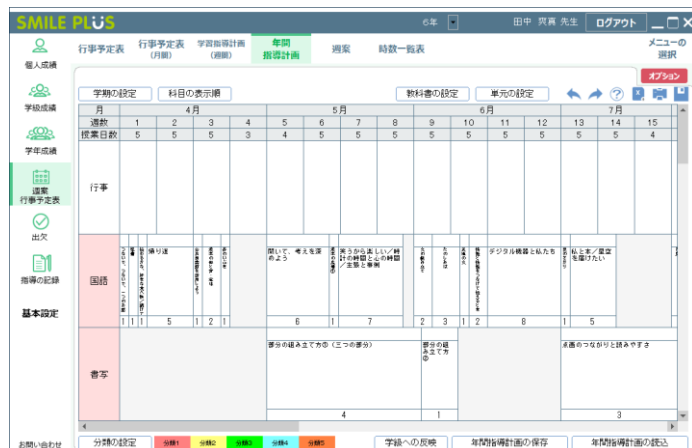 SMILE PLUS
6年
田中 爽真 先生
ログアウト
行事予定表
行事予定表
(月間)
学習指導計画
(週間)
年間
指導計画
週案
時数一覧表
メニューの
選択
オプション
個人成績
学級成績
学年成績
週案
行事予定表
出欠
指導の記録
基本設定
お問い合わせ
学期の設定
科目の表示順
教科書の設定
単元の設定
月 4月 5月 6月 7月
週数 1 2 3 4 5 6 7 8 9 10 11 12 13 14 15
授業日数 5 5 5 3 4 5 5 5 5 5 5 5 5 5 4
行事
国語
帰り道
聞いて、考えを深
めよう
笑うから楽しい/時
計の時間と心の時間
/主張と事例
デジタル機器と私たち
私と本/星空
を届けたい
1 1 1 5 1 2 1 6 1 7 2 3 1 2 8 1 5
書写
部分の組み立て方①(三つの部分)
部分の組
み立て方
②
点画のつながりと読みやすさ
4 1 3
分類の設定
分類1
分類2
分類3
分類4
分類5
学級への反映
年間指導計画の保存
年間指導計画の読込